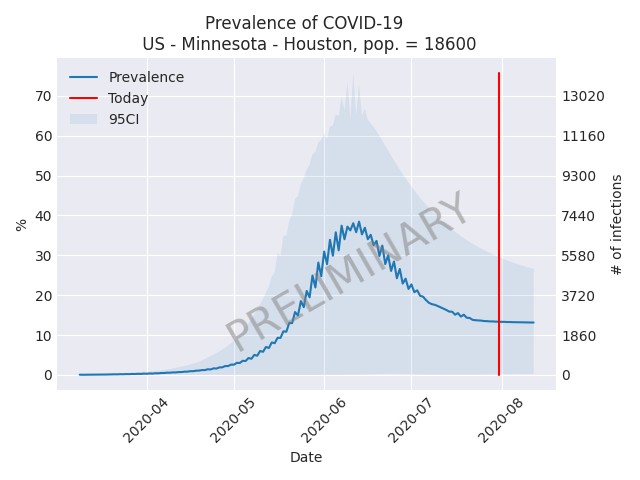 Prevalence of COVID-19
US - Minnesota - Houston, pop. = 18600
Prevalence
Today
95CI
%
70
60
50
40
30
20
10
0
13020
11160
9300
7440
5580
3720
1860
0
# of infections
PRELIMINARY
2020-04
2020-05
2020-06
2020-07
2020-08
Date